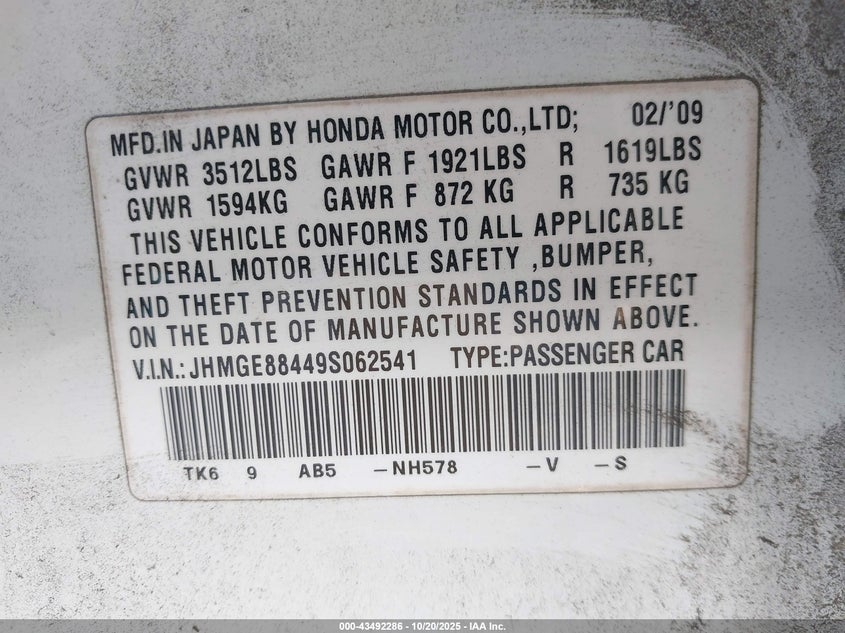 MFD.IN JAPAN BY HONDA MOTOR CO.,LTD; 02/'09
GVWR 3512LBS GAWR F 1921LBS R 1619LBS
GVWR 1594KG GAWR F 872 KG R 735 KG
THIS VEHICLE CONFORMS TO ALL APPLICABLE
FEDERAL MOTOR VEHICLE SAFETY ,BUMPER,
AND THEFT PREVENTION STANDARDS IN EFFECT
ON THE DATE OF MANUFACTURE SHOWN ABOVE.
V.I.N.: JHMGE88449S062541 TYPE:PASSENGER CAR
TK6 9 AB5 -NH578 -V -S
000-43492286 - 10/20/2025 - IAA Inc.